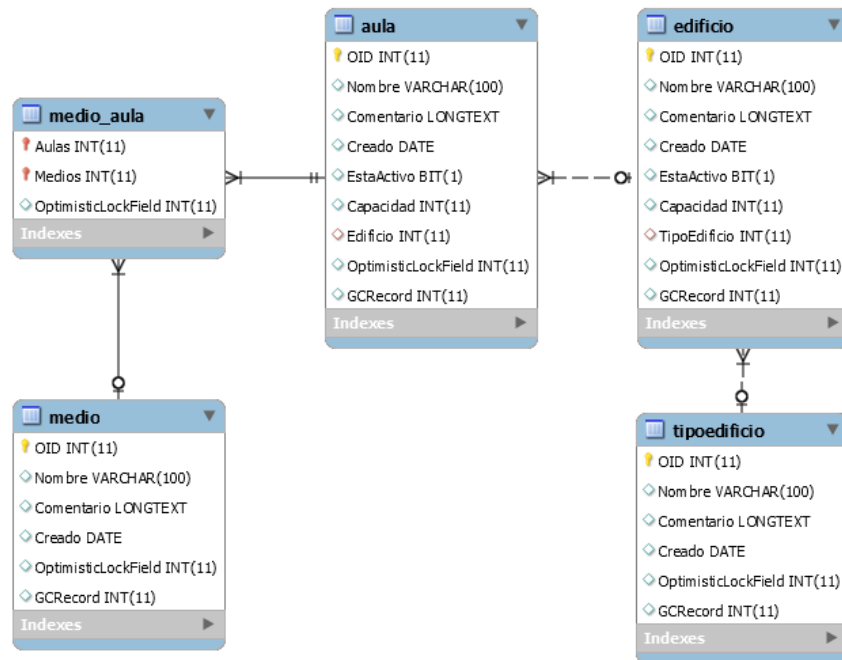 medio_aula
Aulas INT(11)
Medios INT(11)
OptimisticLockField INT(11)
Indexes
medio
OID INT(11)
Nombre VARCHAR(100)
Comentario LONGTEXT
Creado DATE
OptimisticLockField INT(11)
GCRecord INT(11)
Indexes
aula
OID INT(11)
Nombre VARCHAR(100)
Comentario LONGTEXT
Creado DATE
EstaActivo BIT(1)
Capacidad INT(11)
Edificio INT(11)
OptimisticLockField INT(11)
GCRecord INT(11)
Indexes
edificio
OID INT(11)
Nombre VARCHAR(100)
Comentario LONGTEXT
Creado DATE
EstaActivo BIT(1)
Capacidad INT(11)
TipoEdificio INT(11)
OptimisticLockField INT(11)
GCRecord INT(11)
Indexes
tipoedificio
OID INT(11)
Nombre VARCHAR(100)
Comentario LONGTEXT
Creado DATE
OptimisticLockField INT(11)
GCRecord INT(11)
Indexes